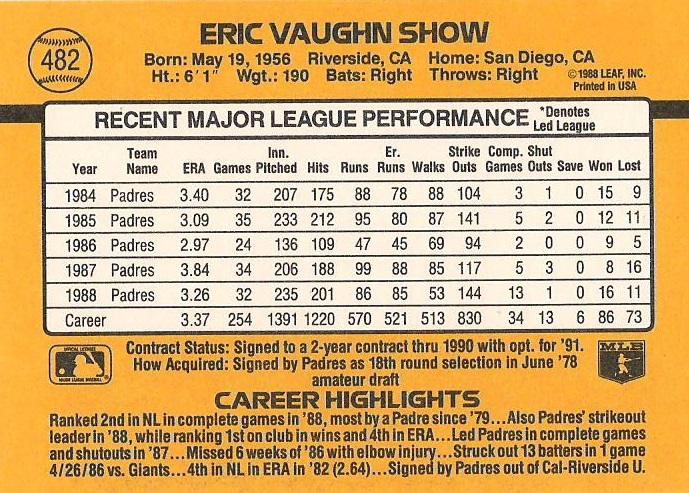 482
ERIC VAUGHN SHOW
Born: May 19, 1956 Riverside, CA Home: San Diego, CA
Ht.: 6' 1" Wgt.: 190 Bats: Right Throws: Right
©1988 LEAF, INC.
Printed in USA
RECENT MAJOR LEAGUE PERFORMANCE *Denotes Led League
Year Team Name ERA Games Inn. Pitched Hits Runs Er. Runs Walks Strike Outs Comp. Games Shut Outs Save Won Lost
1984 Padres 3.40 32 207 175 88 78 88 104 3 1 0 15 9
1985 Padres 3.09 35 233 212 95 80 87 141 5 2 0 12 11
1986 Padres 2.97 24 136 109 47 45 69 94 2 0 0 9 5
1987 Padres 3.84 34 206 188 99 88 85 117 5 3 0 8 16
1988 Padres 3.26 32 235 201 86 85 53 144 13 1 0 16 11
Career 3.37 254 1391 1220 570 521 513 830 34 13 6 86 73
Contract Status: Signed to a 2-year contract thru 1990 with opt. for '91.
How Acquired: Signed by Padres as 18th round selection in June '78
amateur draft
MLB
CAREER HIGHLIGHTS
Ranked 2nd in NL in complete games in '88, most by a Padre since '79...Also Padres' strikeout
leader in '88, while ranking 1st on club in wins and 4th in ERA...Led Padres in complete games
and shutouts in '87...Missed 6 weeks of '86 with elbow injury...Struck out 13 batters in 1 game
4/26/86 vs. Giants...4th in NL in ERA in '82 (2.64)...Signed by Padres out of Cal-Riverside U.